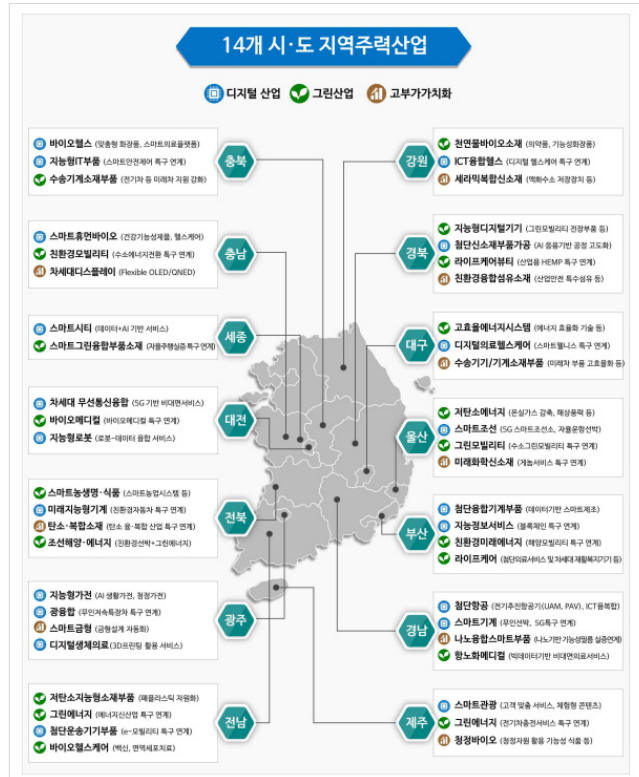 14개 시·도 지역주력산업
디지털 산업 그린산업 고부가가치화
충북
바이오헬스 (맞춤형 화장품, 스마트의료플랫폼)
지능형IT부품 (스마트안전제어 특구 연계)
수송기계소재부품 (전기차 등 미래차 지원 강화)
충남
스마트휴먼바이오 (건강기능성제품, 헬스케어)
친환경모빌리티 (수소에너지전환 특구 연계)
차세대디스플레이 (Flexible OLED/QNED)
세종
스마트시티 (데이터+AI 기반 서비스)
스마트그린융합부품소재 (자율주행실증 특구 연계)
대전
차세대 무선통신융합 (5G 기반 비대면서비스)
바이오메디컬 (바이오메디컬 특구 연계)
지능형로봇 (로봇-데이터 융합 서비스)
전북
스마트농생명·식품 (스마트농업시스템 등)
미래지능형기계 (친환경자동차 특구 연계)
탄소·복합소재 (탄소 융·복합 산업 특구 연계)
조선해양·에너지 (친환경선박+그린에너지)
광주
지능형가전 (AI 생활가전, 청정가전)
광융합 (무인저속특장차 특구 연계)
스마트금형 (금형설계 자동화)
디지털생체의료 (3D프린팅 활용 서비스)
전남
저탄소지능형소재부품 (폐플라스틱 자원화)
그린에너지 (에너지신산업 특구 연계)
첨단운송기기부품 (e-모빌리티 특구 연계)
바이오헬스케어 (백신, 면역세포치료)
강원
천연물바이오소재 (의약품, 기능성화장품)
ICT융합헬스 (디지털 헬스케어 특구 연계)
세라믹복합신소재 (액화수소 저장장치 등)
경북
지능형디지털기기 (그린모빌리티 전장부품 등)
첨단신소재부품가공 (AI 응용기반 공정 고도화)
라이프케어뷰티 (산업용 HEMP 특구 연계)
친환경융합섬유소재 (산업안전 특수섬유 등)
대구
고효율에너지시스템 (에너지 효율화 기술 등)
디지털의료헬스케어 (스마트웰니스 특구 연계)
수송기기/기계소재부품 (미래차 부품 고효율화 등)
울산
저탄소에너지 (온실가스 감축, 해상풍력 등)
스마트조선 (5G 스마트조선소, 자율운항선박)
그린모빌리티 (수소그린모빌리티 특구 연계)
미래화학신소재 (게놈서비스 특구 연계)
부산
첨단융합기계부품 (데이터기반 스마트제조)
지능정보서비스 (블록체인 특구 연계)
친환경미래에너지 (해양모빌리티 특구 연계)
라이프케어 (첨단의료서비스 및 차세대 재활복지기기 등)
경남
첨단항공 (전기추진항공기(UAM, PAV), ICT융복합)
스마트기계 (무인선박, 5G특구 연계)
나노융합스마트부품 (나노기반 기능성필름 실증연계)
항노화메디컬 (빅데이터기반 비대면의료서비스)
제주
스마트관광 (고객 맞춤 서비스, 체험형 콘텐츠)
그린에너지 (전기차충전서비스 특구 연계)
청정바이오 (청정자원 활용 기능성 식품 등)